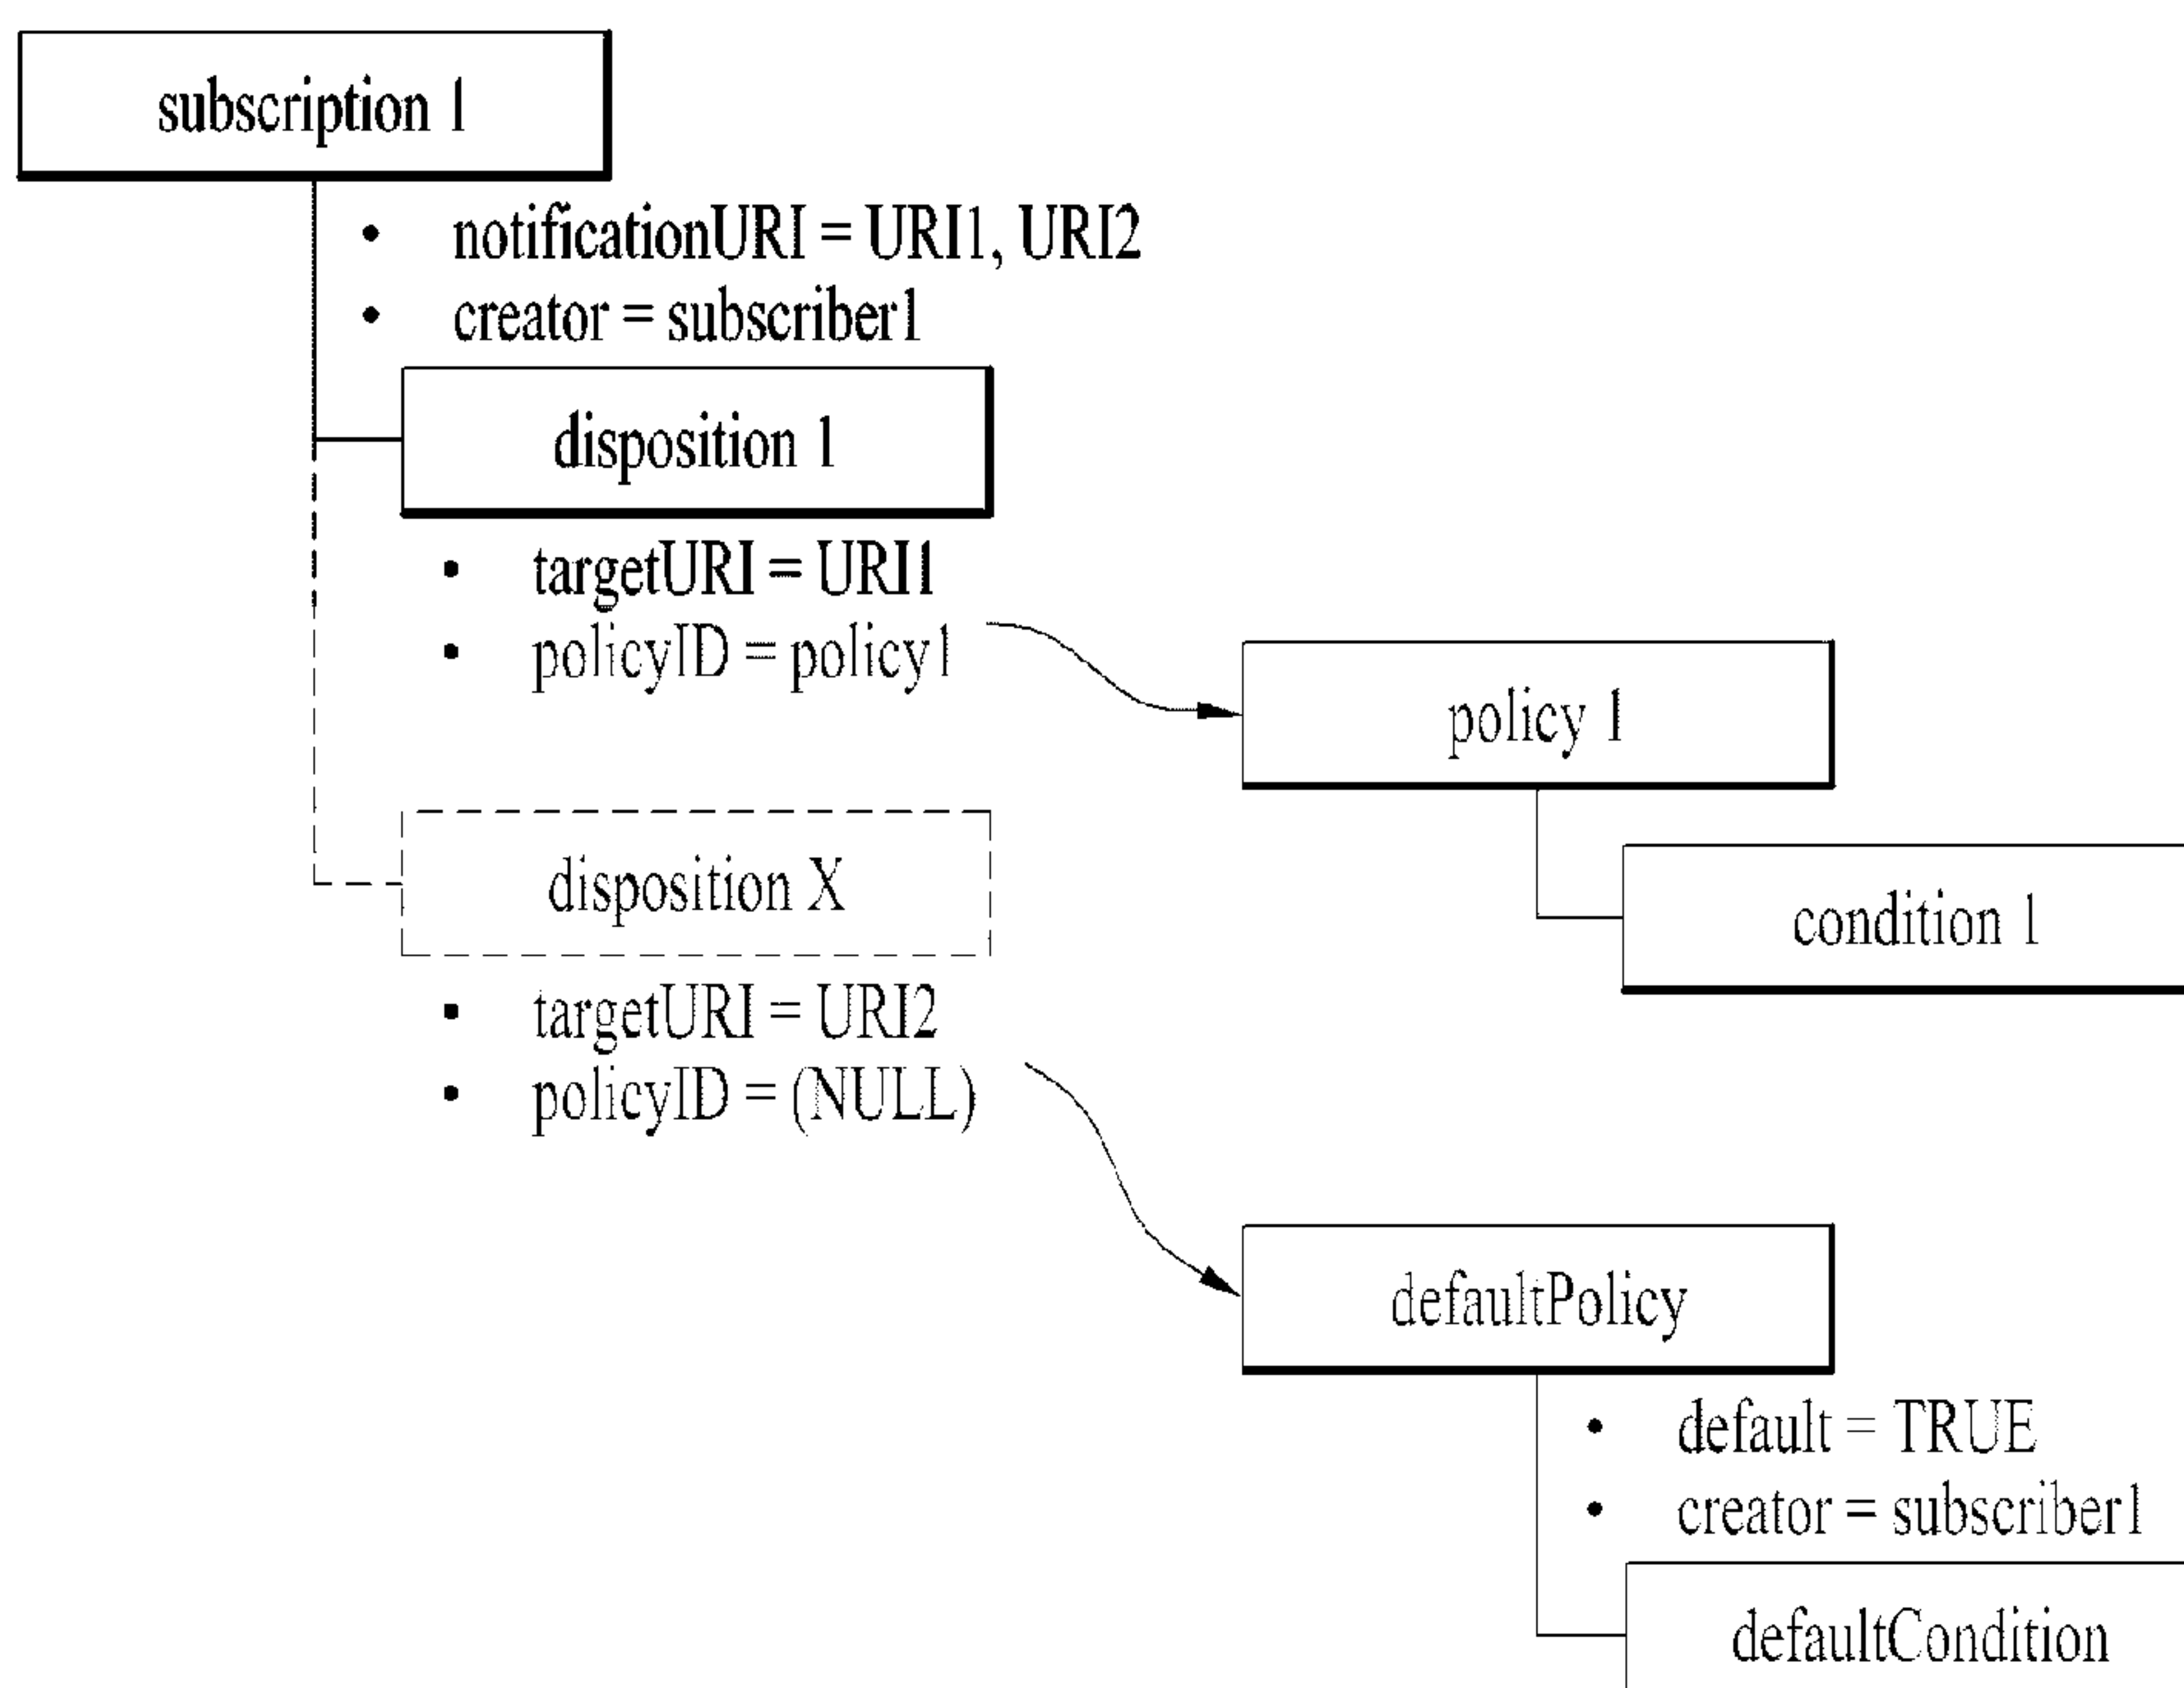 subscription 1
• notificationURI = URI1, URI2
• creator = subscriber1
disposition 1
• targetURI = URI1
• policyID = policy1
policy 1
condition 1
disposition X
• targetURI = URI2
• policyID = (NULL)
defaultPolicy
• default = TRUE
• creator = subscriber1
defaultCondition